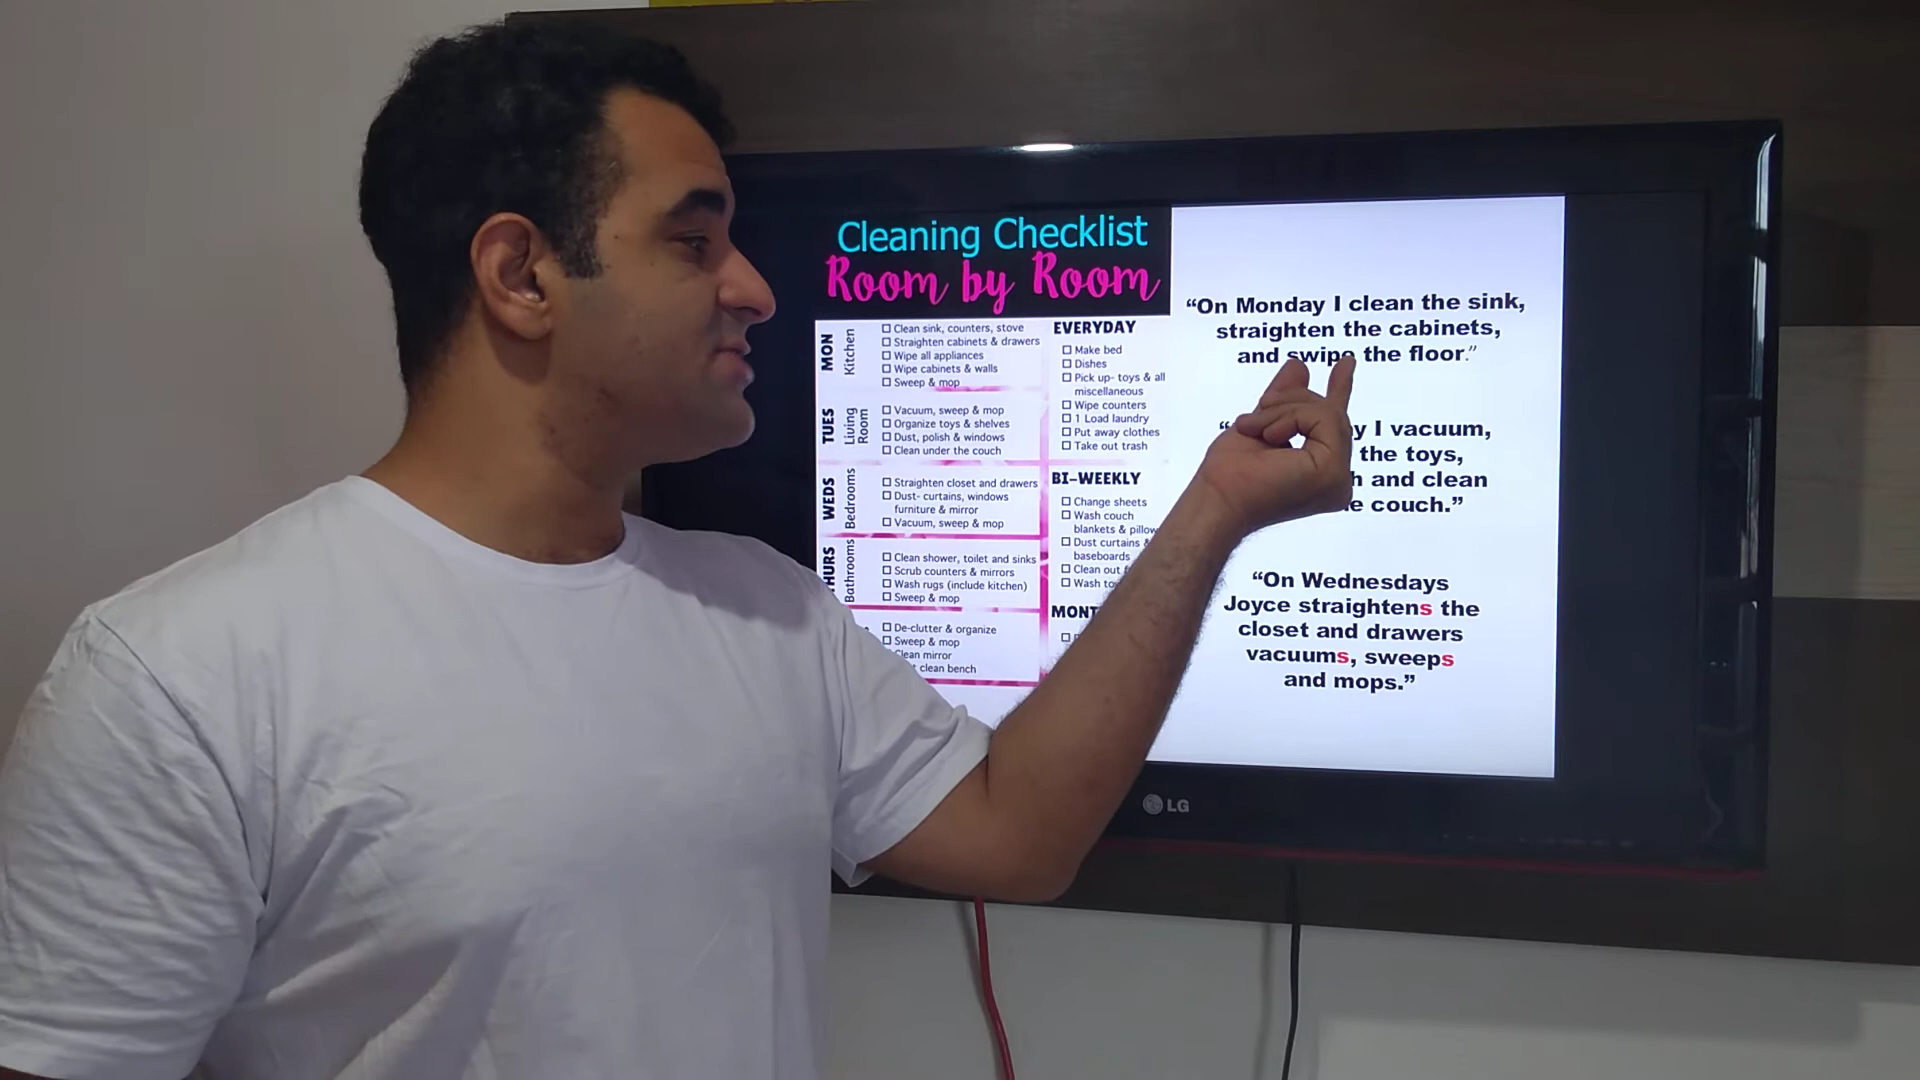 Cleaning Checklist
Room by Room
MON
Kitchen
Clean sink, counters, stove
Straighten cabinets & drawers
Wipe all appliances
Wipe cabinets & walls
Sweep & mop
TUES
Living
Room
Vacuum, sweep & mop
Organize toys & shelves
Dust, polish & windows
Clean under the couch
WEDS
Bedrooms
Straighten closet and drawers
Dust- curtains, windows
furniture & mirror
Vacuum, sweep & mop
HURS
Bathrooms
Clean shower, toilet and sinks
Scrub counters & mirrors
Wash rugs (include kitchen)
Sweep & mop
De-clutter & organize
Sweep & mop
lean mirror
clean bench
EVERYDAY
Make bed
Dishes
Pick up- toys & all
miscellaneous
Wipe counters
1 Load laundry
Put away clothes
Take out trash
BI-WEEKLY
Change sheets
Wash couch
blankets & pillow
Dust curtains &
baseboards
Clean out
Wash to
MONT
“On Monday I clean the sink,
straighten the cabinets,
and swipe the floor.”
y I vacuum,
the toys,
h and clean
e couch.”
“On Wednesdays
Joyce straightens the
closet and drawers
vacuums, sweeps
and mops.”
LG